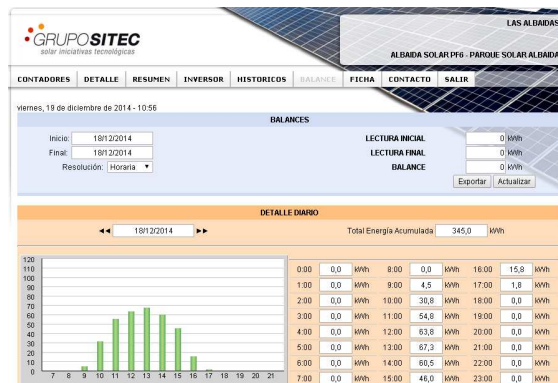 GRUPOSITEC
solar iniciativas tecnológicas
LAS ALBAIDAS
ALBAIDA SOLAR PF6 - PARQUE SOLAR ALBAIDA
CONTADORES DETALLE RESUMEN INVERSOR HISTORICOS BALANCE FICHA CONTACTO SALIR
viernes, 19 de diciembre de 2014 - 10:56
BALANCES
Inicio: 18/12/2014 LECTURA INICIAL 0 kWh
Final: 18/12/2014 LECTURA FINAL 0 kWh
Resolución: Horaria BALANCE 0 kWh
Exportar Actualizar
DETALLE DIARIO
18/12/2014 Total Energía Acumulada 345,0 kWh
120
110
100
90
80
70
60
50
40
30
20
10
0
7 8 9 10 11 12 13 14 15 16 17 18 19 20 21
0:00 0,0 kWh 8:00 0,0 kWh 16:00 15,8 kWh
1:00 0,0 kWh 9:00 4,5 kWh 17:00 1,8 kWh
2:00 0,0 kWh 10:00 30,8 kWh 18:00 0,0 kWh
3:00 0,0 kWh 11:00 54,8 kWh 19:00 0,0 kWh
4:00 0,0 kWh 12:00 63,8 kWh 20:00 0,0 kWh
5:00 0,0 kWh 13:00 67,3 kWh 21:00 0,0 kWh
6:00 0,0 kWh 14:00 60,5 kWh 22:00 0,0 kWh
7:00 0,0 kWh 15:00 46,0 kWh 23:00 0,0 kWh